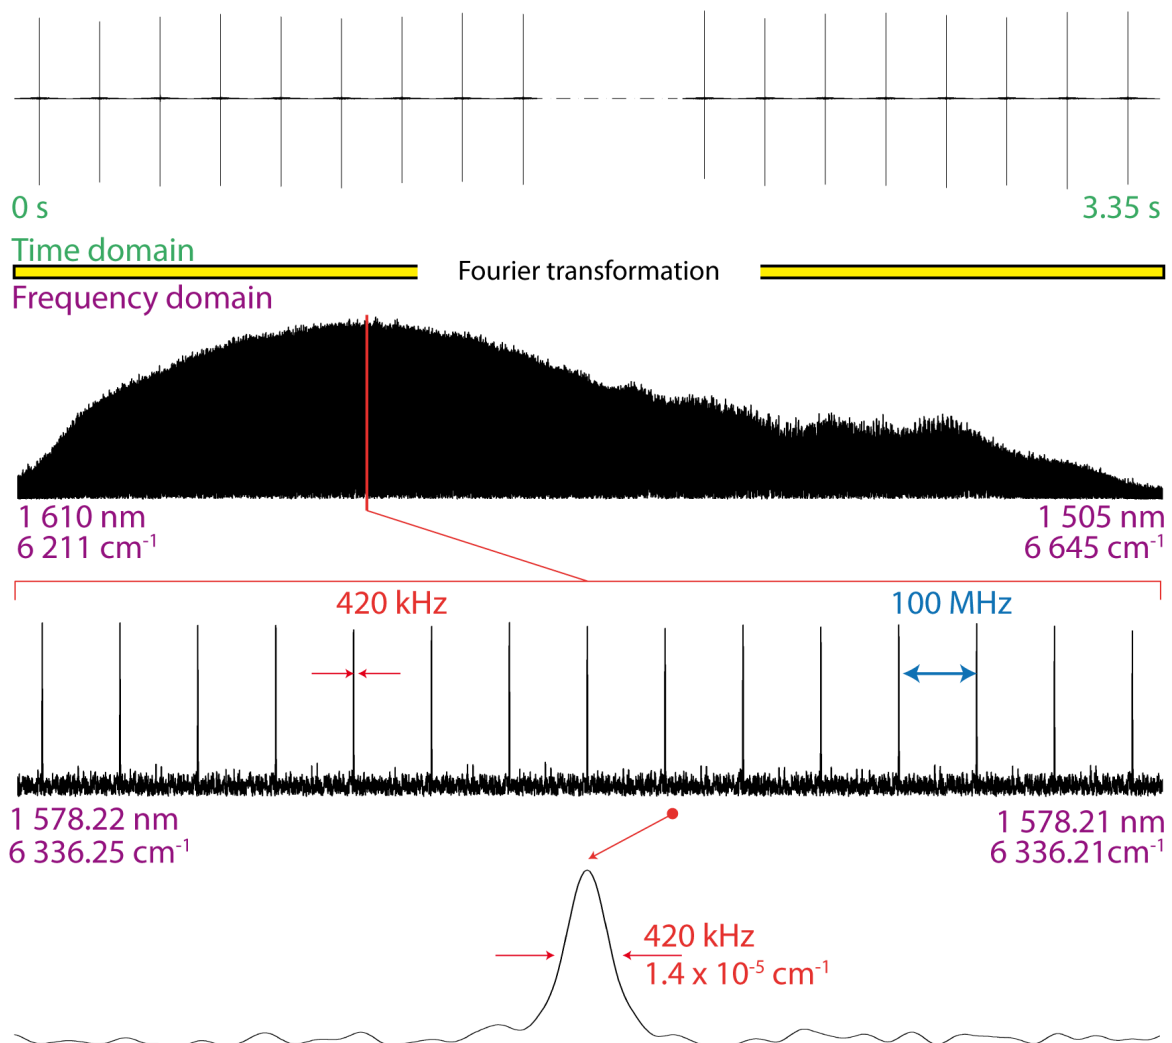 0 s
3.35 s
Time domain
Fourier transformation
Frequency domain
1 610 nm
6 211 cm-1
1 505 nm
6 645 cm-1
420 kHz
100 MHz
1 578.22 nm
6 336.25 cm-1
1 578.21 nm
6 336.21cm-1
420 kHz
1.4 x 10-5 cm-1